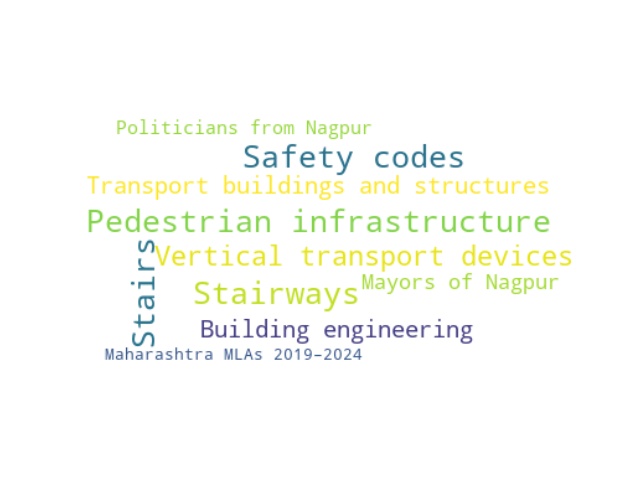 Politicians from Nagpur
Safety codes
Transport buildings and structures
Pedestrian infrastructure
Stairs
Vertical transport devices
Mayors of Nagpur
Stairways
Building engineering
Maharashtra MLAs 2019–2024